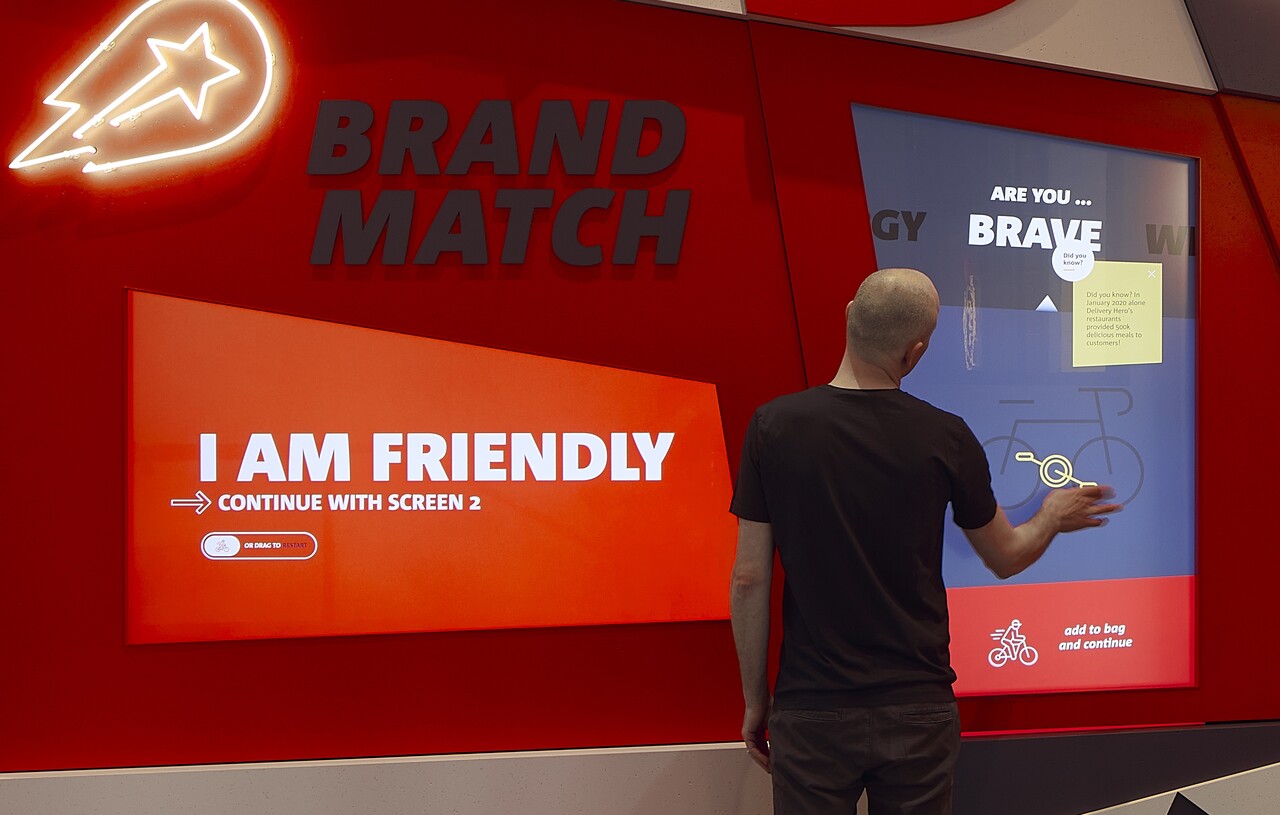 BRAND
MATCH
I AM FRIENDLY
CONTINUE WITH SCREEN 2
OR DRAG TO RESTART
ARE YOU ...
GY BRAVE WI
Did you
know?
Did you know? In
January 2020 alone
Delivery Hero's
restaurants
provided 500k
delicious meals to
customers!
add to bag
and continue